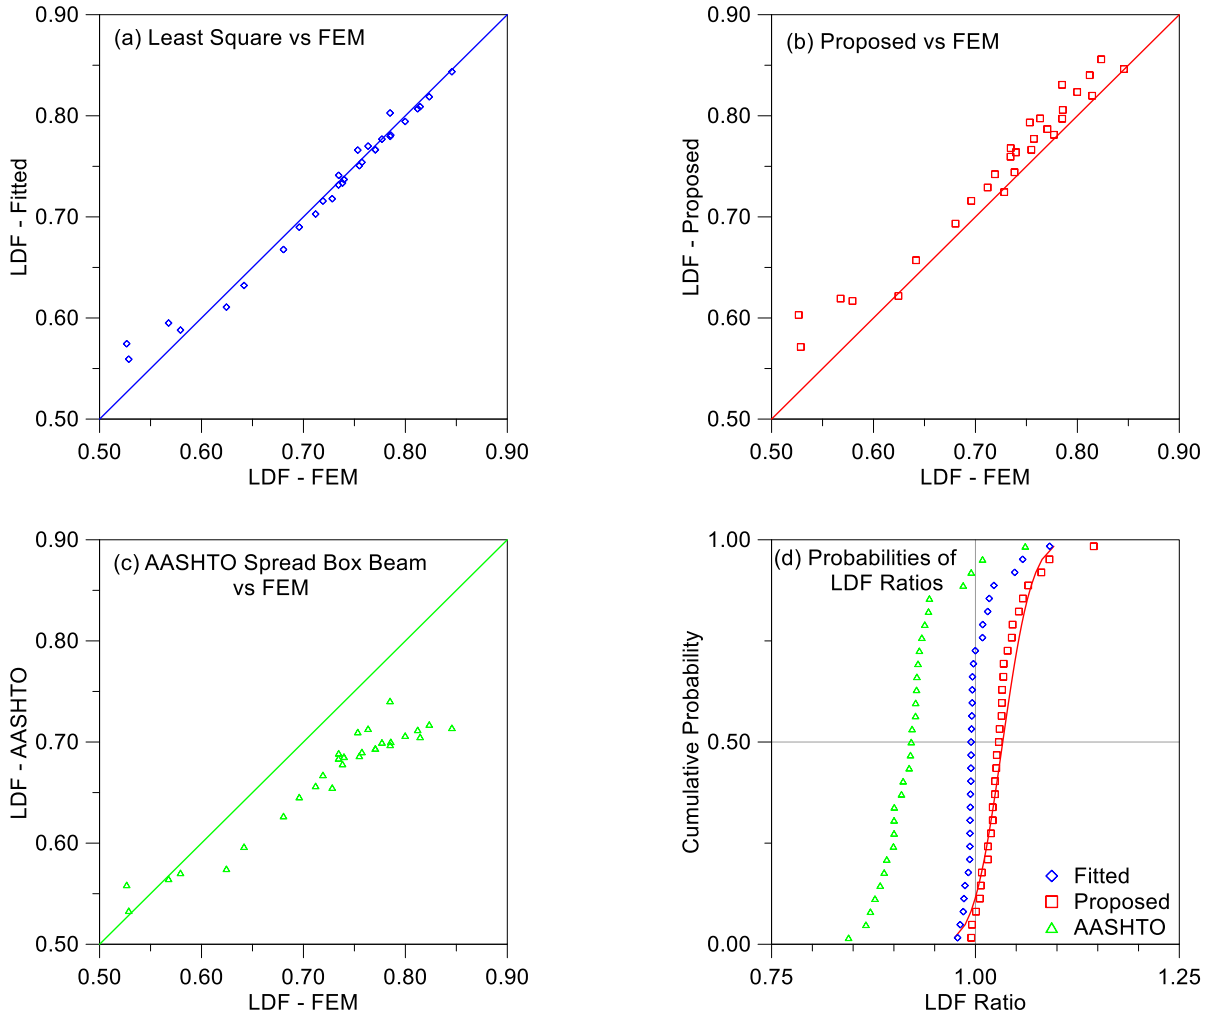 (a) Least Square vs FEM
0.90
0.80
0.70
0.60
0.50
LDF - Fitted
0.50 0.60 0.70 0.80 0.90
LDF - FEM
(b) Proposed vs FEM
0.90
0.80
0.70
0.60
0.50
LDF - Proposed
0.50 0.60 0.70 0.80 0.90
LDF - FEM
(c) AASHTO Spread Box Beam
vs FEM
0.90
0.80
0.70
0.60
0.50
LDF - AASHTO
0.50 0.60 0.70 0.80 0.90
LDF - FEM
(d) Probabilities of
LDF Ratios
1.00
0.50
0.00
Cumulative Probability
Fitted
Proposed
AASHTO
0.75 1.00 1.25
LDF Ratio